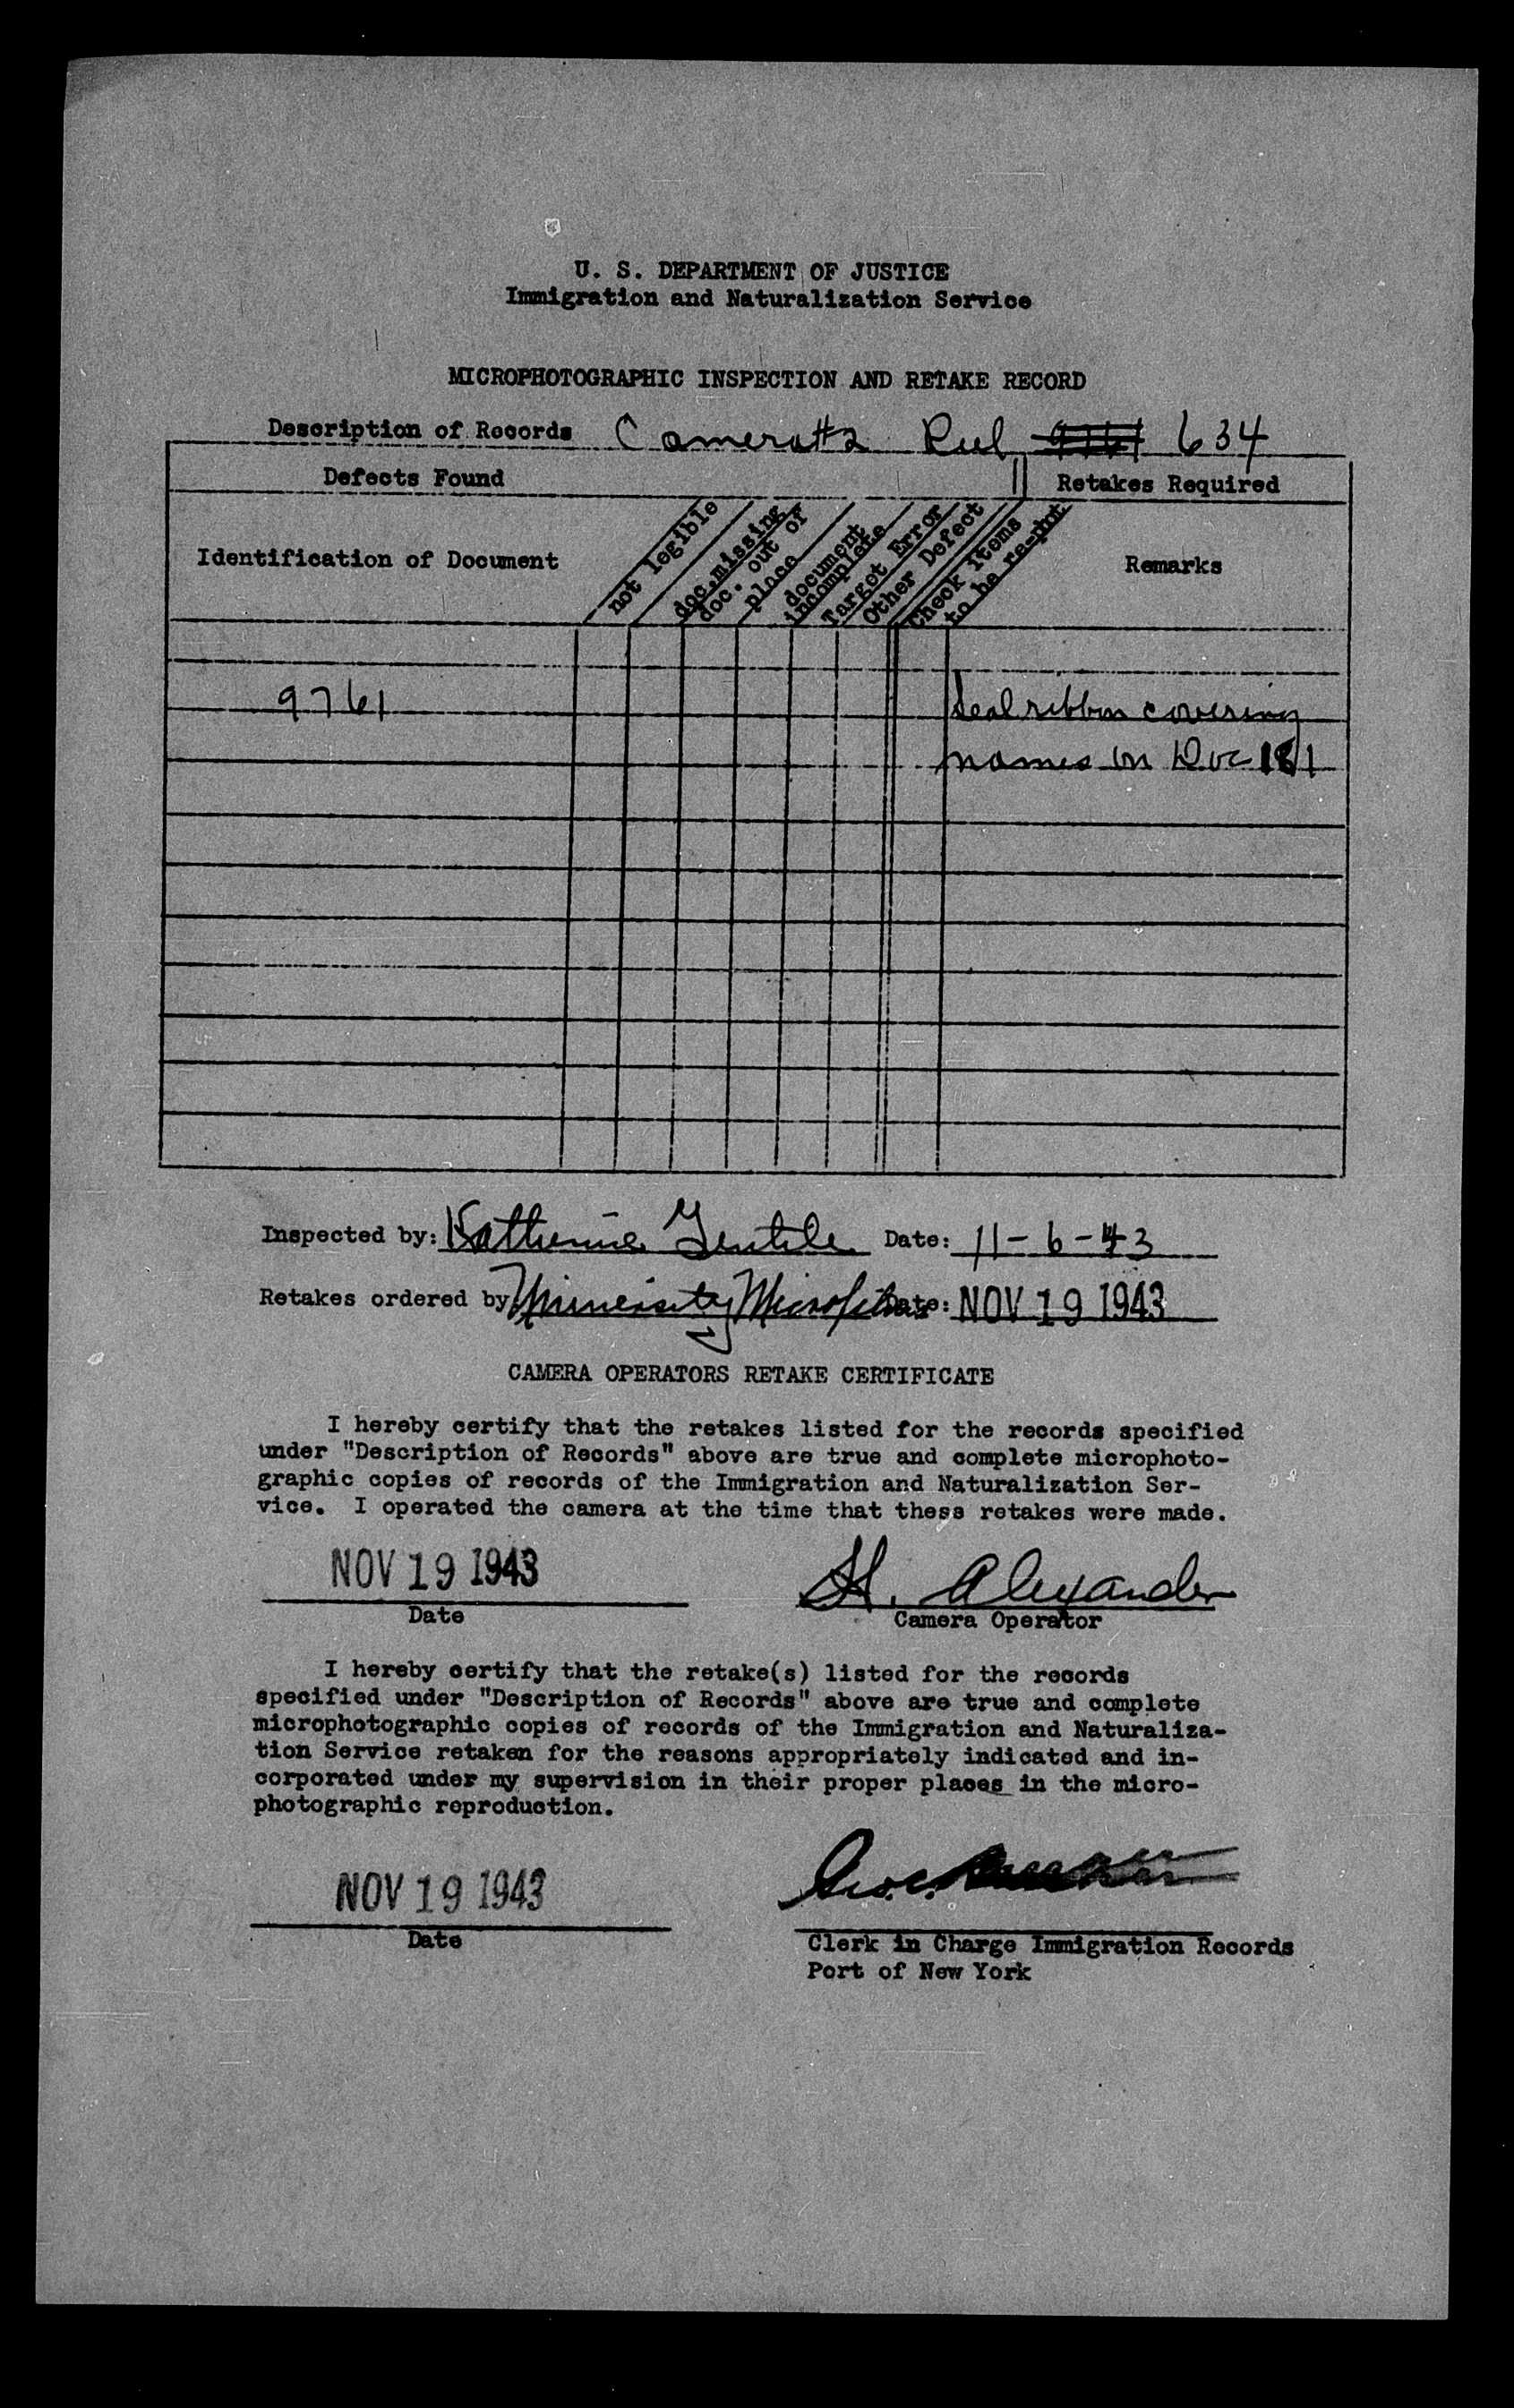 U. S. DEPARTMENT OF JUSTICE
Immigration and Naturalization Service
MICROPHOTOGRAPHIC INSPECTION AND RETAKE RECORD
Description of Records Camera #2 Reel 9761 634
Defects Found
Retakes Required
Identification of Document
not legible
doc. missing
doc. out of
place
document
incomplete
Target Error
Other Defect
Check items
to be re-phot
Remarks
9761
Seal ribbon covering
names on Doc 181
Inspected by: Katherine Gentile Date: 11-6-43
Retakes ordered by University Microfilms Date: NOV 19 1943
CAMERA OPERATORS RETAKE CERTIFICATE
I hereby certify that the retakes listed for the records specified
under "Description of Records" above are true and complete microphoto-
graphic copies of records of the Immigration and Naturalization Ser-
vice. I operated the camera at the time that these retakes were made.
NOV 19 1943
H. Alexander
Date
Camera Operator
I hereby certify that the retake(s) listed for the records
specified under "Description of Records" above are true and complete
microphotographic copies of records of the Immigration and Naturaliza-
tion Service retaken for the reasons appropriately indicated and in-
corporated under my supervision in their proper places in the micro-
photographic reproduction.
NOV 19 1943
Date
Clerk in Charge Immigration Records
Port of New York